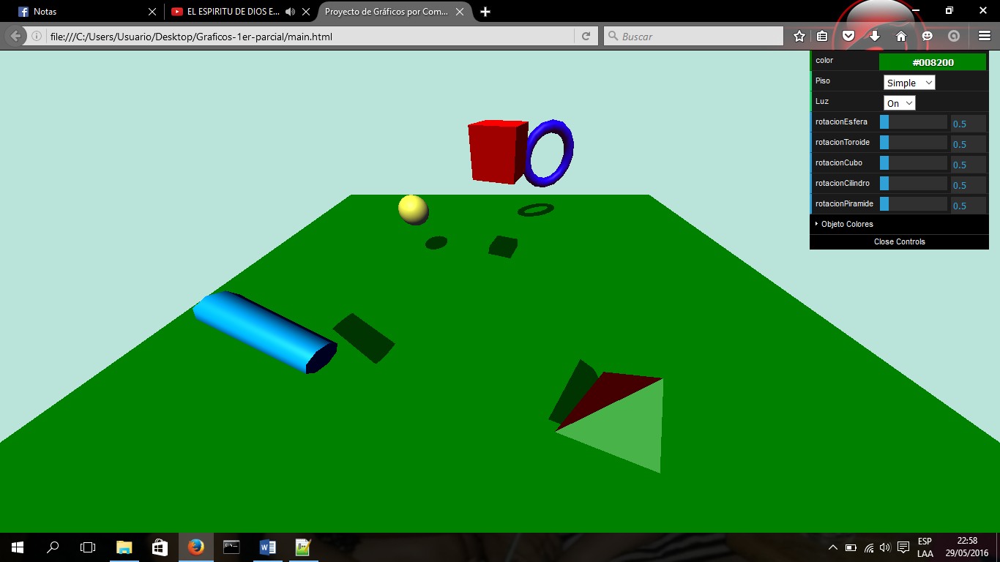 Notas
EL ESPIRITU DE DIOS E...
Proyecto de Gráficos por Com...
file:///C:/Users/Usuario/Desktop/Graficos-1er-parcial/main.html
Buscar
color #008200
Piso Simple
Luz On
rotacionEsfera 0.5
rotacionToroide 0.5
rotacionCubo 0.5
rotacionCilindro 0.5
rotacionPiramide 0.5
Objeto Colores
Close Controls
ESP 22:58
LAA 29/05/2016